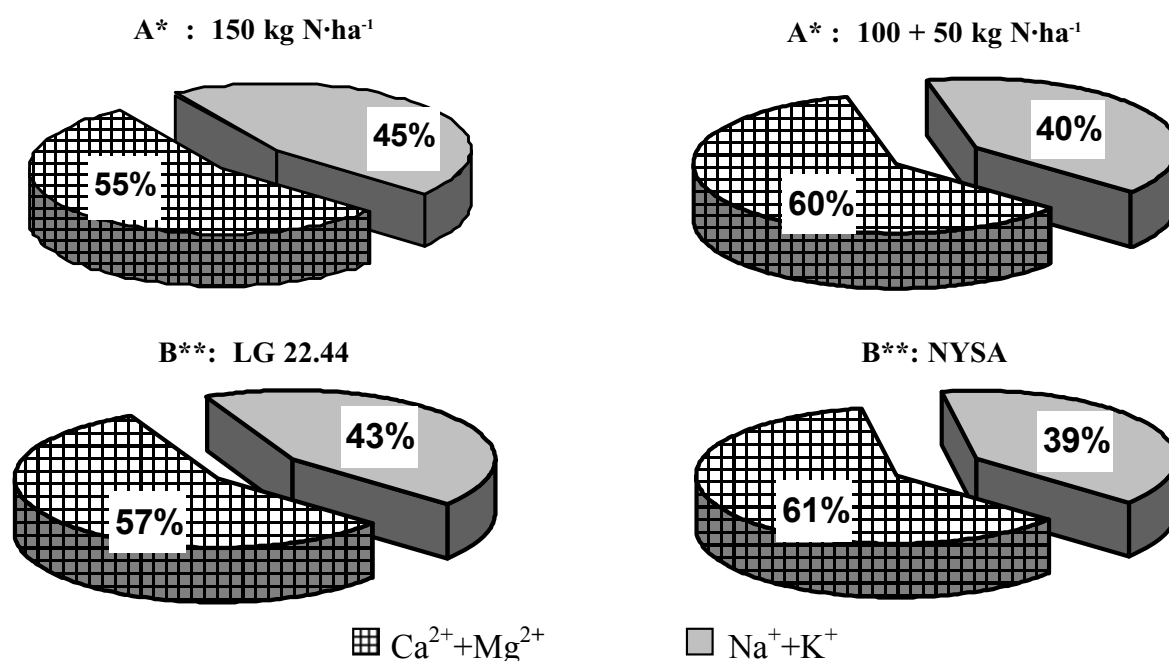 A* : 150 kg N·ha⁻¹
A* : 100 + 50 kg N·ha⁻¹
45%
55%
40%
60%
B**: LG 22.44
B**: NYSA
43%
57%
39%
61%
Ca²⁺+Mg²⁺
Na⁺+K⁺